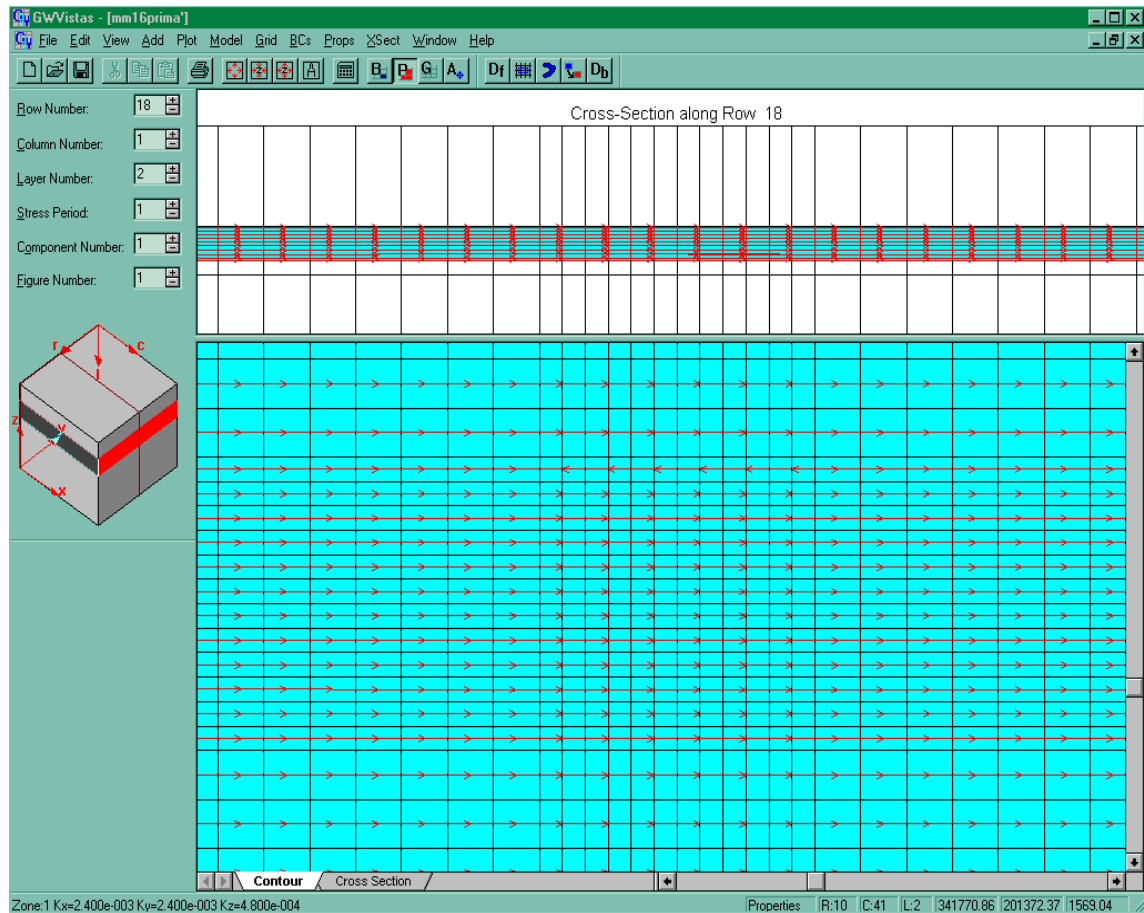 GWVistas - [mm16prima']
File Edit View Add Plot Model Grid BCs Props XSect Window Help
B P G A Df Db
Row Number: 18
Column Number: 1
Layer Number: 2
Stress Period: 1
Component Number: 1
Figure Number: 1
Cross-Section along Row 18
r c
l
z y
x
Contour Cross Section
Zone:1 Kx=2.400e-003 Ky=2.400e-003 Kz=4.800e-004 Properties R:10 C:41 L:2 341770.86 201372.37 1569.04